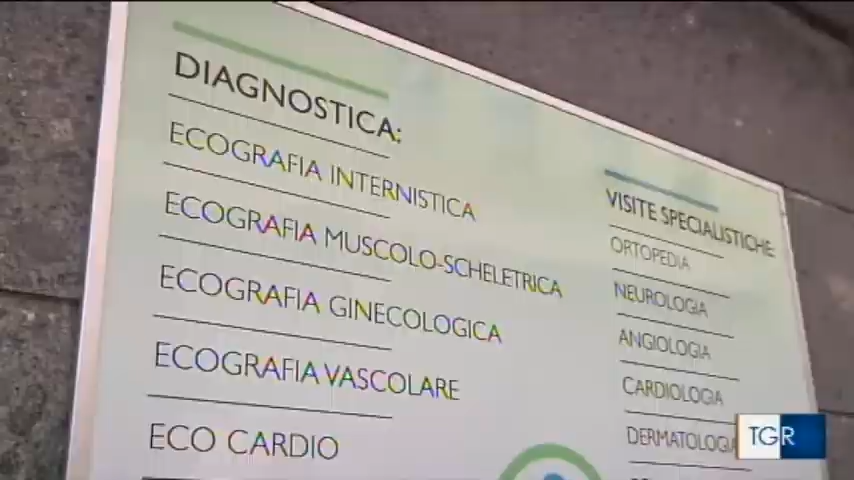 DIAGNOSTICA:
ECOGRAFIA INTERNISTICA
ECOGRAFIA MUSCOLO-SCHELETRICA
ECOGRAFIA GINECOLOGICA
ECOGRAFIA VASCOLARE
ECO CARDIO
VISITE SPECIALISTICHE:
ORTOPEDIA
NEUROLOGIA
ANGIOLOGIA
CARDIOLOGIA
DERMATOLOGIA
TGR